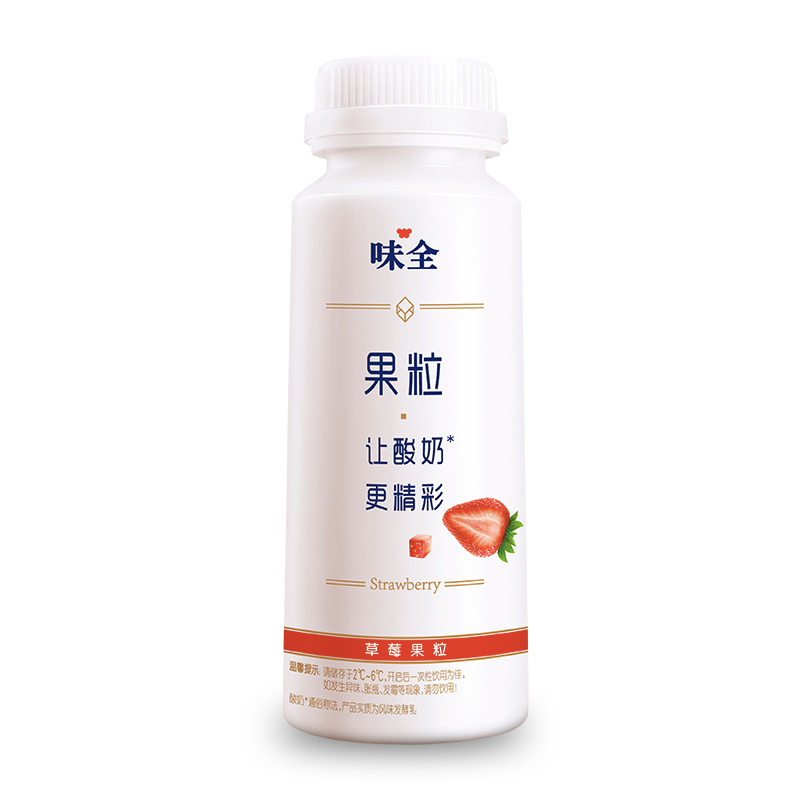 味全
果粒
让酸奶*
更精彩
Strawberry
草莓果粒
温馨提示: 请储存于2℃~6℃,开启后一次性饮用为佳,
如发生异味、胀瓶、发霉等现象,请勿饮用!
酸奶*通俗称法,产品实质为风味发酵乳